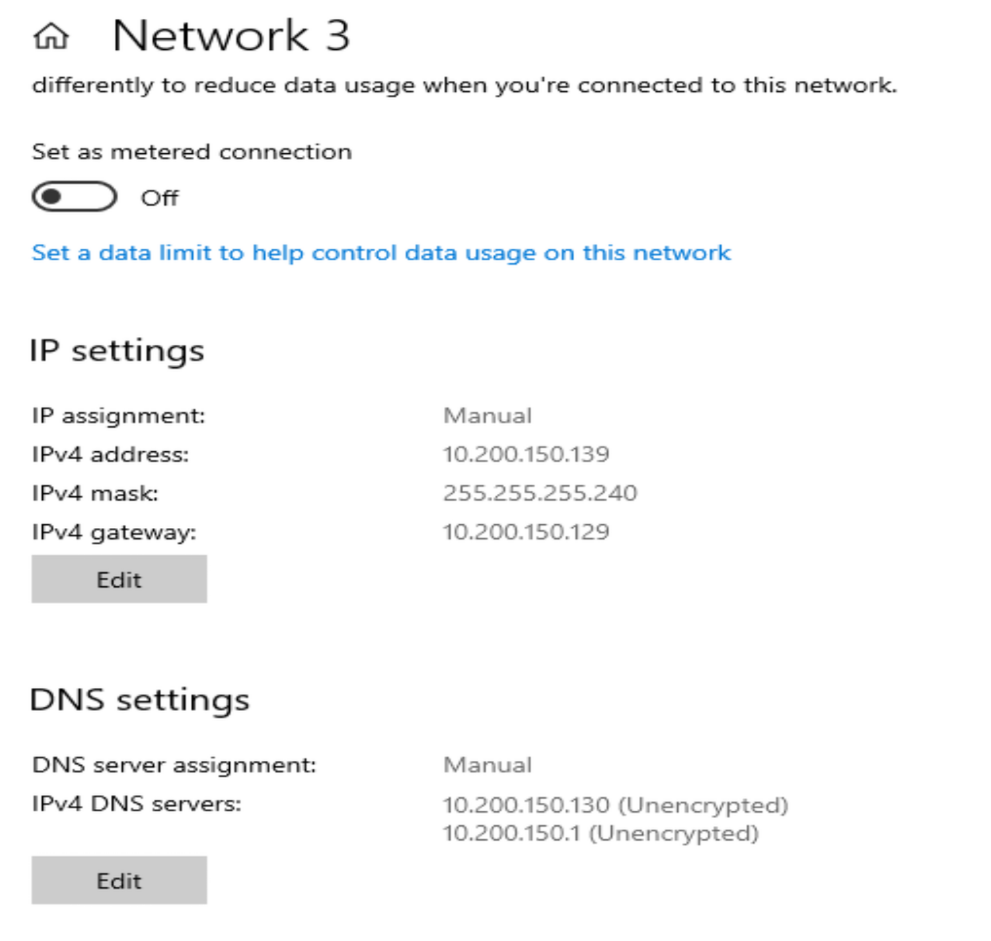 Network 3
differently to reduce data usage when you're connected to this network.
Set as metered connection
Off
Set a data limit to help control data usage on this network
IP settings
IP assignment: Manual
IPv4 address: 10.200.150.139
IPv4 mask: 255.255.255.240
IPv4 gateway: 10.200.150.129
Edit
DNS settings
DNS server assignment: Manual
IPv4 DNS servers: 10.200.150.130 (Unencrypted)
10.200.150.1 (Unencrypted)
Edit